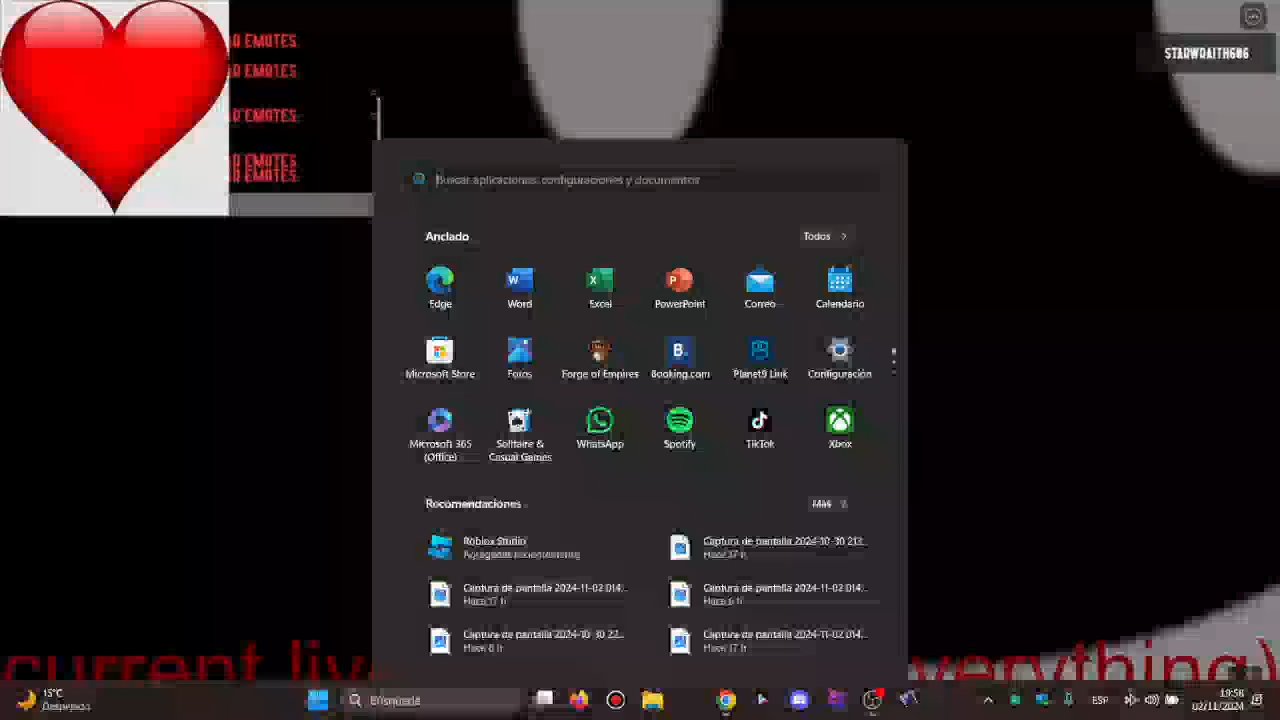 D EMOTES.
D EMOTES.
D EMOTES.
D EMOTES.
D EMOTES.
STARWRAITH606
Buscar aplicaciones, configuraciones y documentos
Anclado
Todos
Edge
Word
Excel
PowerPoint
Correo
Calendario
Microsoft Store
Fotos
Forge of Empires
Booking.com
Planet9 Link
Configuración
Microsoft 365
(Office)
Solitaire &
Casual Games
WhatsApp
Spotify
TikTok
Xbox
Recomendaciones
Más
Roblox Studio
Agregadas recientemente
Captura de pantalla 2024-10-30 213...
Hace 37 h
Captura de pantalla 2024-11-02 014...
Hace 17 h
Captura de pantalla 2024-11-02 014...
Hace 6 h
Captura de pantalla 2024-10-30 22...
Hace 8 h
Captura de pantalla 2024-11-02 014...
Hace 17 h
current liv
verything)
15°C
Despejado
Búsqueda
ESP
19:58
02/11/2024